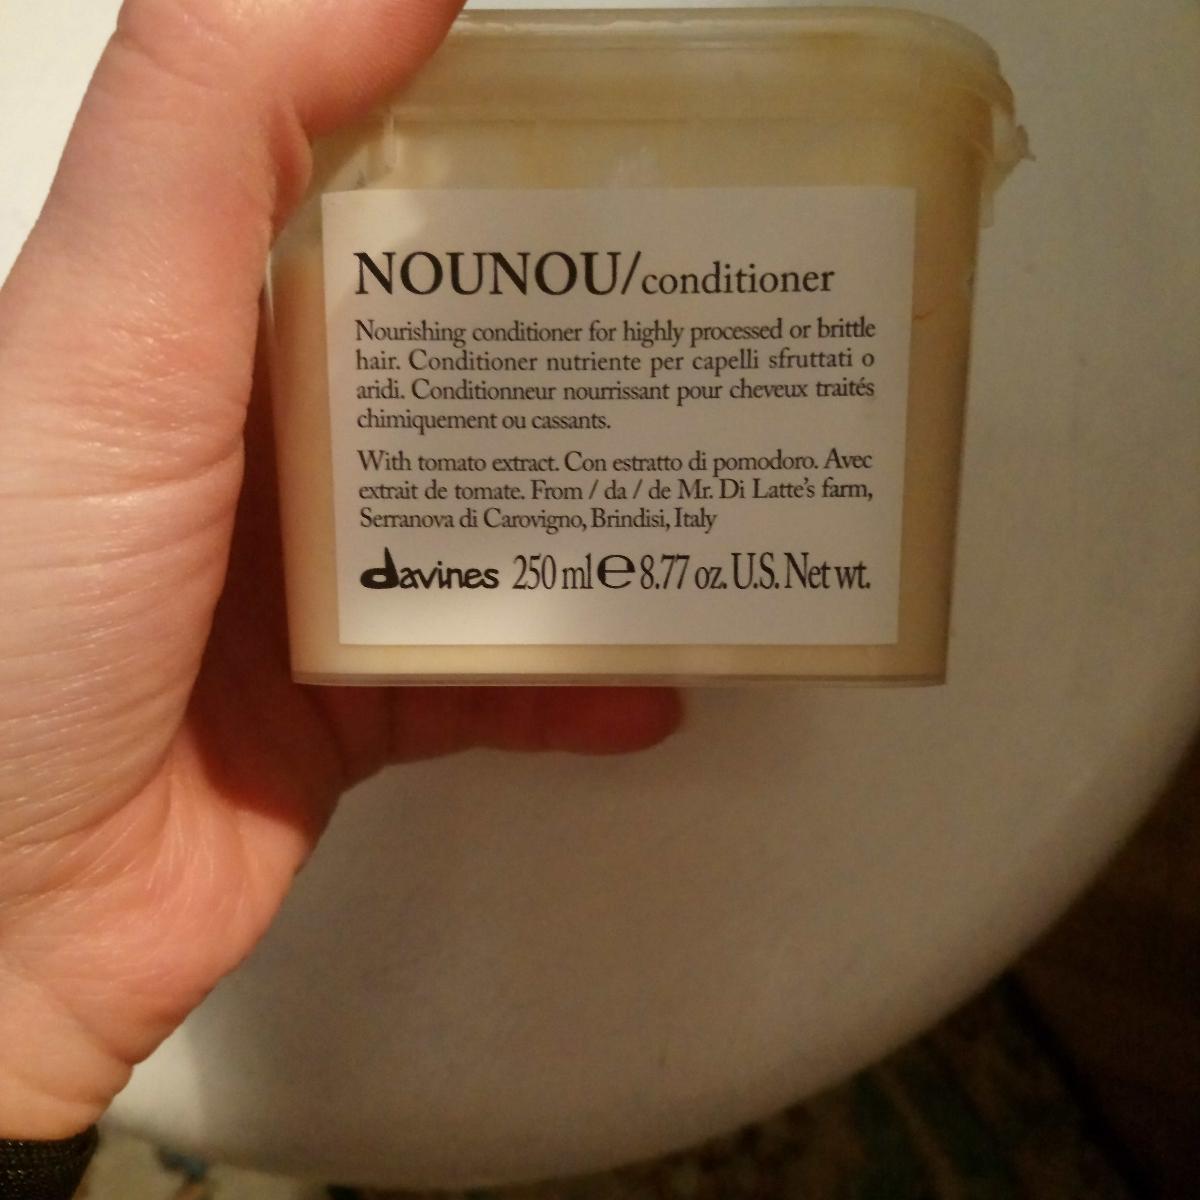 NOUNOU/conditioner
Nourishing conditioner for highly processed or brittle
hair. Conditioner nutriente per capelli sfruttati o
aridi. Conditionneur nourrissant pour cheveux traités
chimiquement ou cassants.
With tomato extract. Con estratto di pomodoro. Avec
extrait de tomate. From / da / de Mr. Di Latte's farm,
Serranova di Carovigno, Brindisi, Italy
davines 250 ml ℮ 8.77 oz. U.S. Net wt.